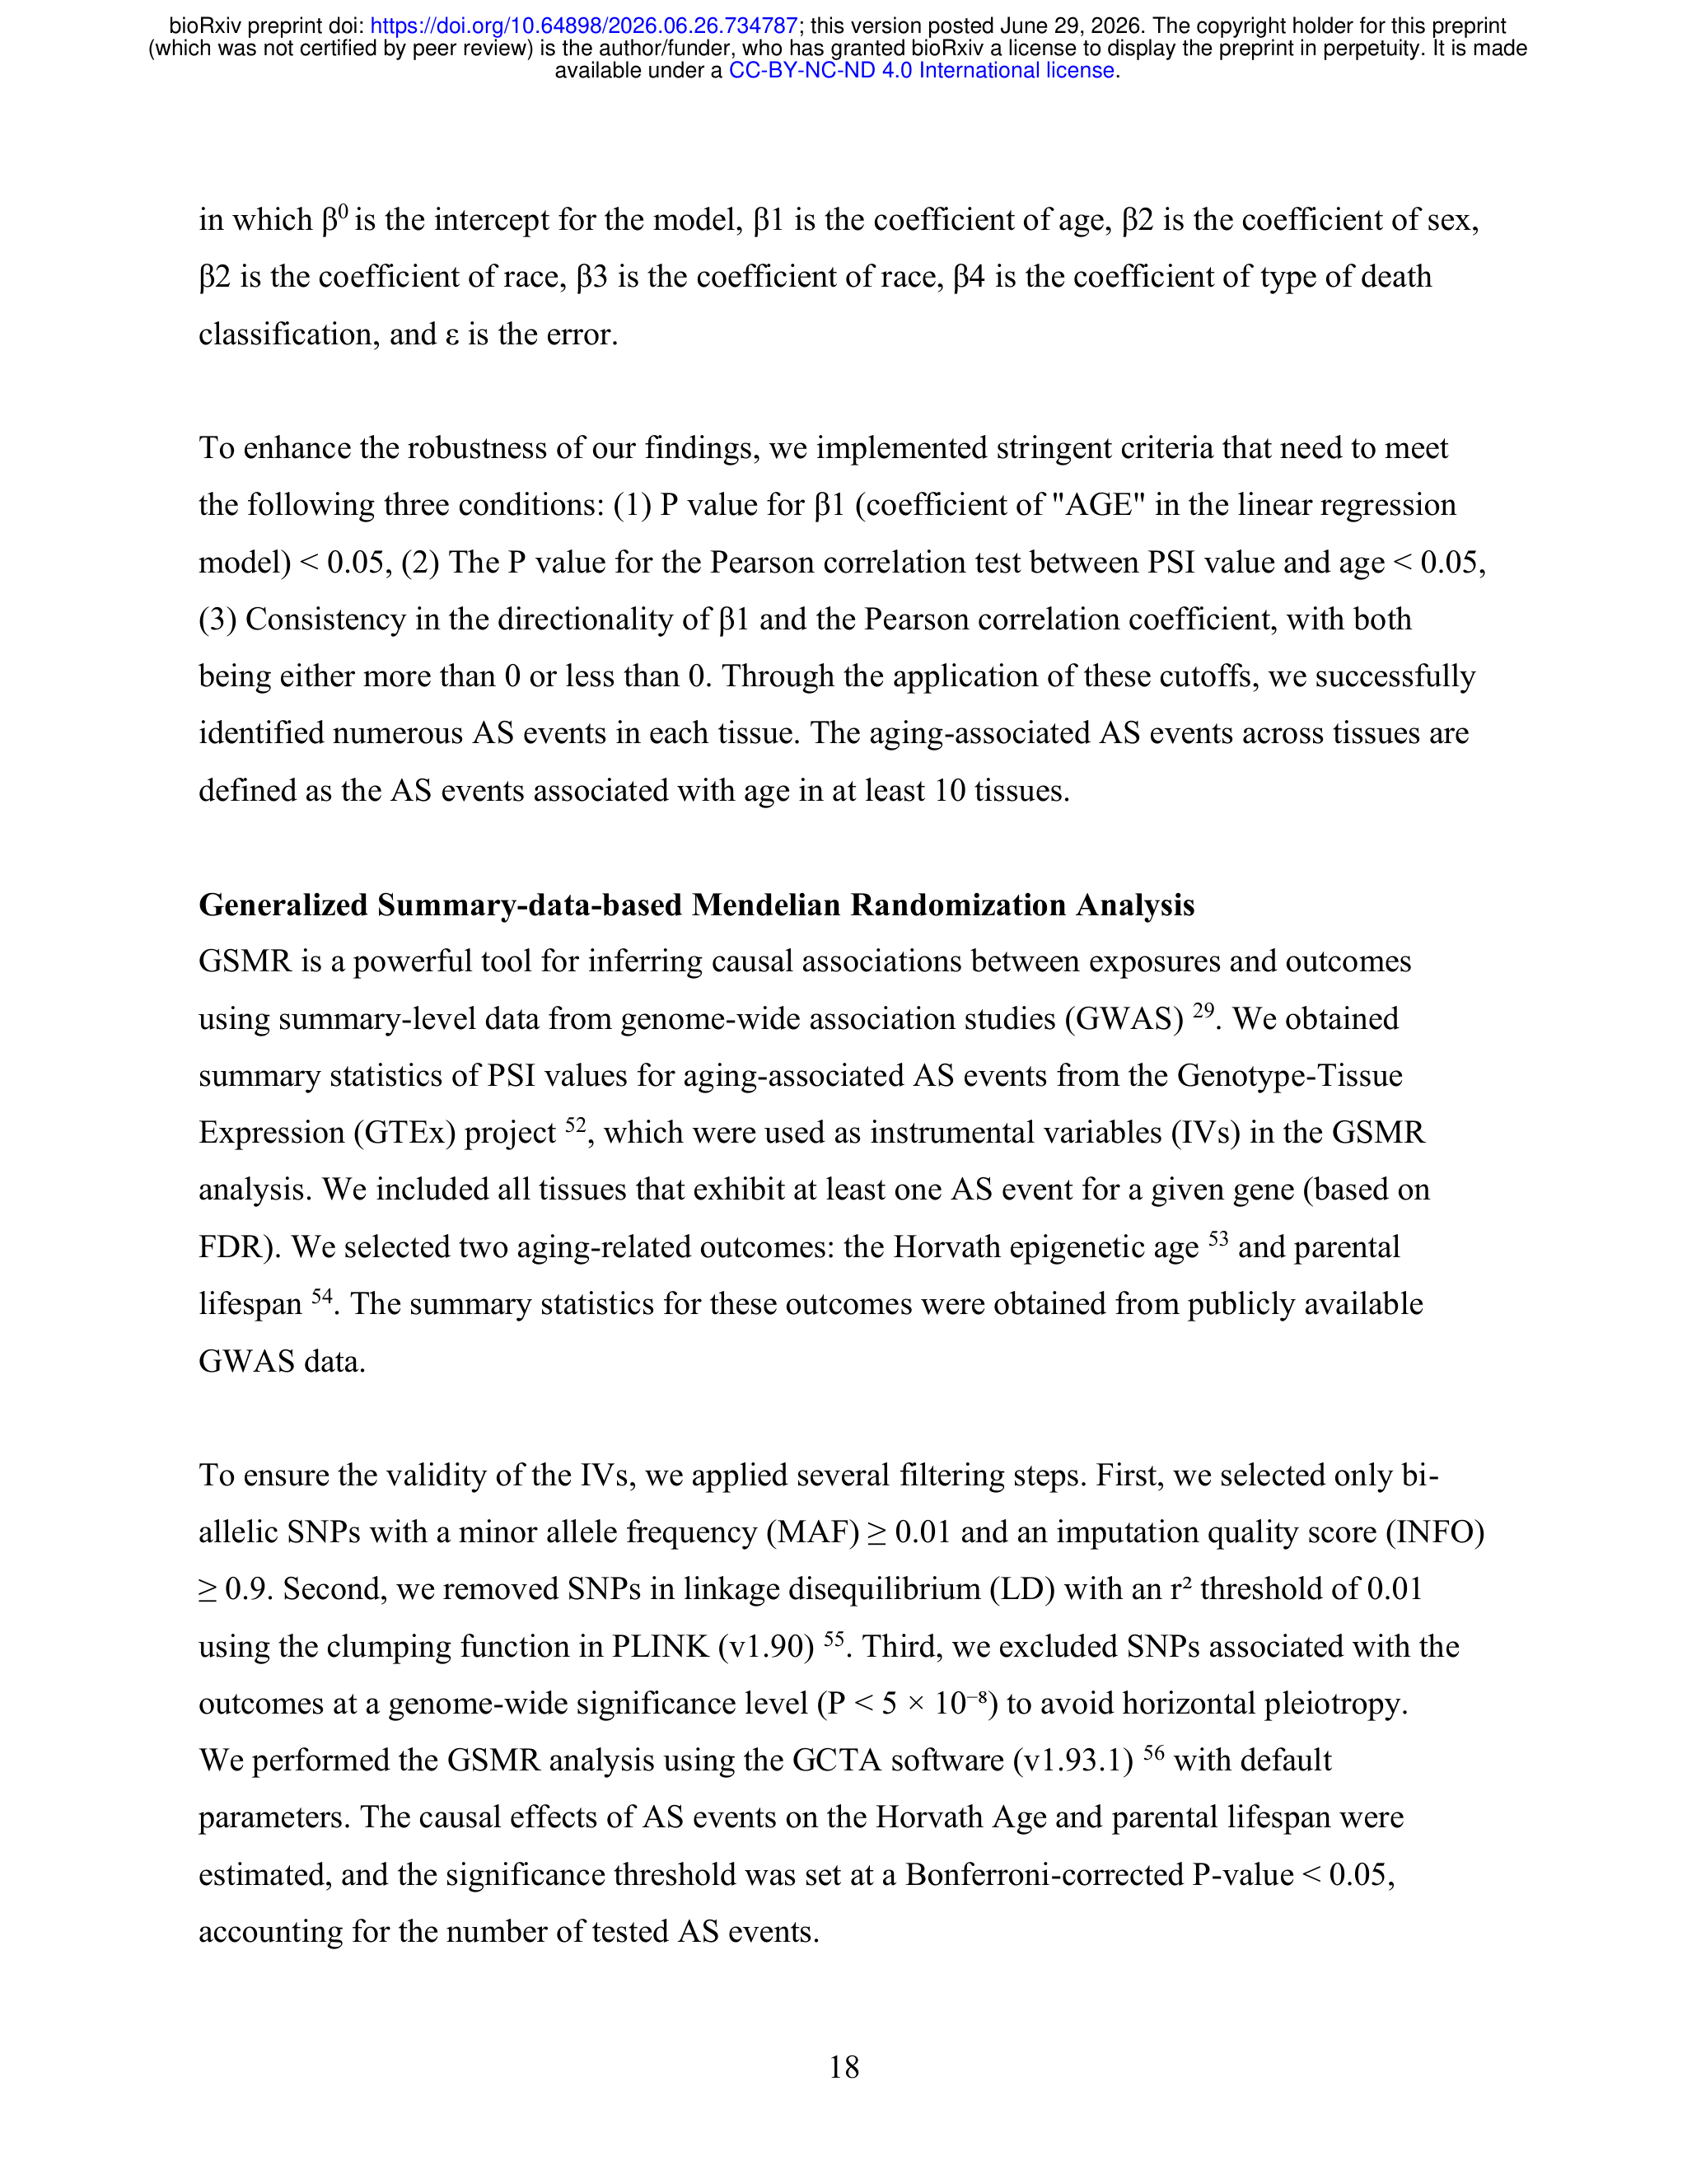 bioRxiv preprint doi: https://doi.org/10.64898/2026.06.26.734787; this version posted June 29, 2026. The copyright holder for this preprint
(which was not certified by peer review) is the author/funder, who has granted bioRxiv a license to display the preprint in perpetuity. It is made
available under a CC-BY-NC-ND 4.0 International license.
in which β⁰ is the intercept for the model, β1 is the coefficient of age, β2 is the coefficient of sex,
β2 is the coefficient of race, β3 is the coefficient of race, β4 is the coefficient of type of death
classification, and ε is the error.
To enhance the robustness of our findings, we implemented stringent criteria that need to meet
the following three conditions: (1) P value for β1 (coefficient of "AGE" in the linear regression
model) < 0.05, (2) The P value for the Pearson correlation test between PSI value and age < 0.05,
(3) Consistency in the directionality of β1 and the Pearson correlation coefficient, with both
being either more than 0 or less than 0. Through the application of these cutoffs, we successfully
identified numerous AS events in each tissue. The aging-associated AS events across tissues are
defined as the AS events associated with age in at least 10 tissues.
Generalized Summary-data-based Mendelian Randomization Analysis
GSMR is a powerful tool for inferring causal associations between exposures and outcomes
using summary-level data from genome-wide association studies (GWAS) ²⁹. We obtained
summary statistics of PSI values for aging-associated AS events from the Genotype-Tissue
Expression (GTEx) project ⁵², which were used as instrumental variables (IVs) in the GSMR
analysis. We included all tissues that exhibit at least one AS event for a given gene (based on
FDR). We selected two aging-related outcomes: the Horvath epigenetic age ⁵³ and parental
lifespan ⁵⁴. The summary statistics for these outcomes were obtained from publicly available
GWAS data.
To ensure the validity of the IVs, we applied several filtering steps. First, we selected only bi-
allelic SNPs with a minor allele frequency (MAF) ≥ 0.01 and an imputation quality score (INFO)
≥ 0.9. Second, we removed SNPs in linkage disequilibrium (LD) with an r² threshold of 0.01
using the clumping function in PLINK (v1.90) ⁵⁵. Third, we excluded SNPs associated with the
outcomes at a genome-wide significance level (P < 5 × 10⁻⁸) to avoid horizontal pleiotropy.
We performed the GSMR analysis using the GCTA software (v1.93.1) ⁵⁶ with default
parameters. The causal effects of AS events on the Horvath Age and parental lifespan were
estimated, and the significance threshold was set at a Bonferroni-corrected P-value < 0.05,
accounting for the number of tested AS events.
18